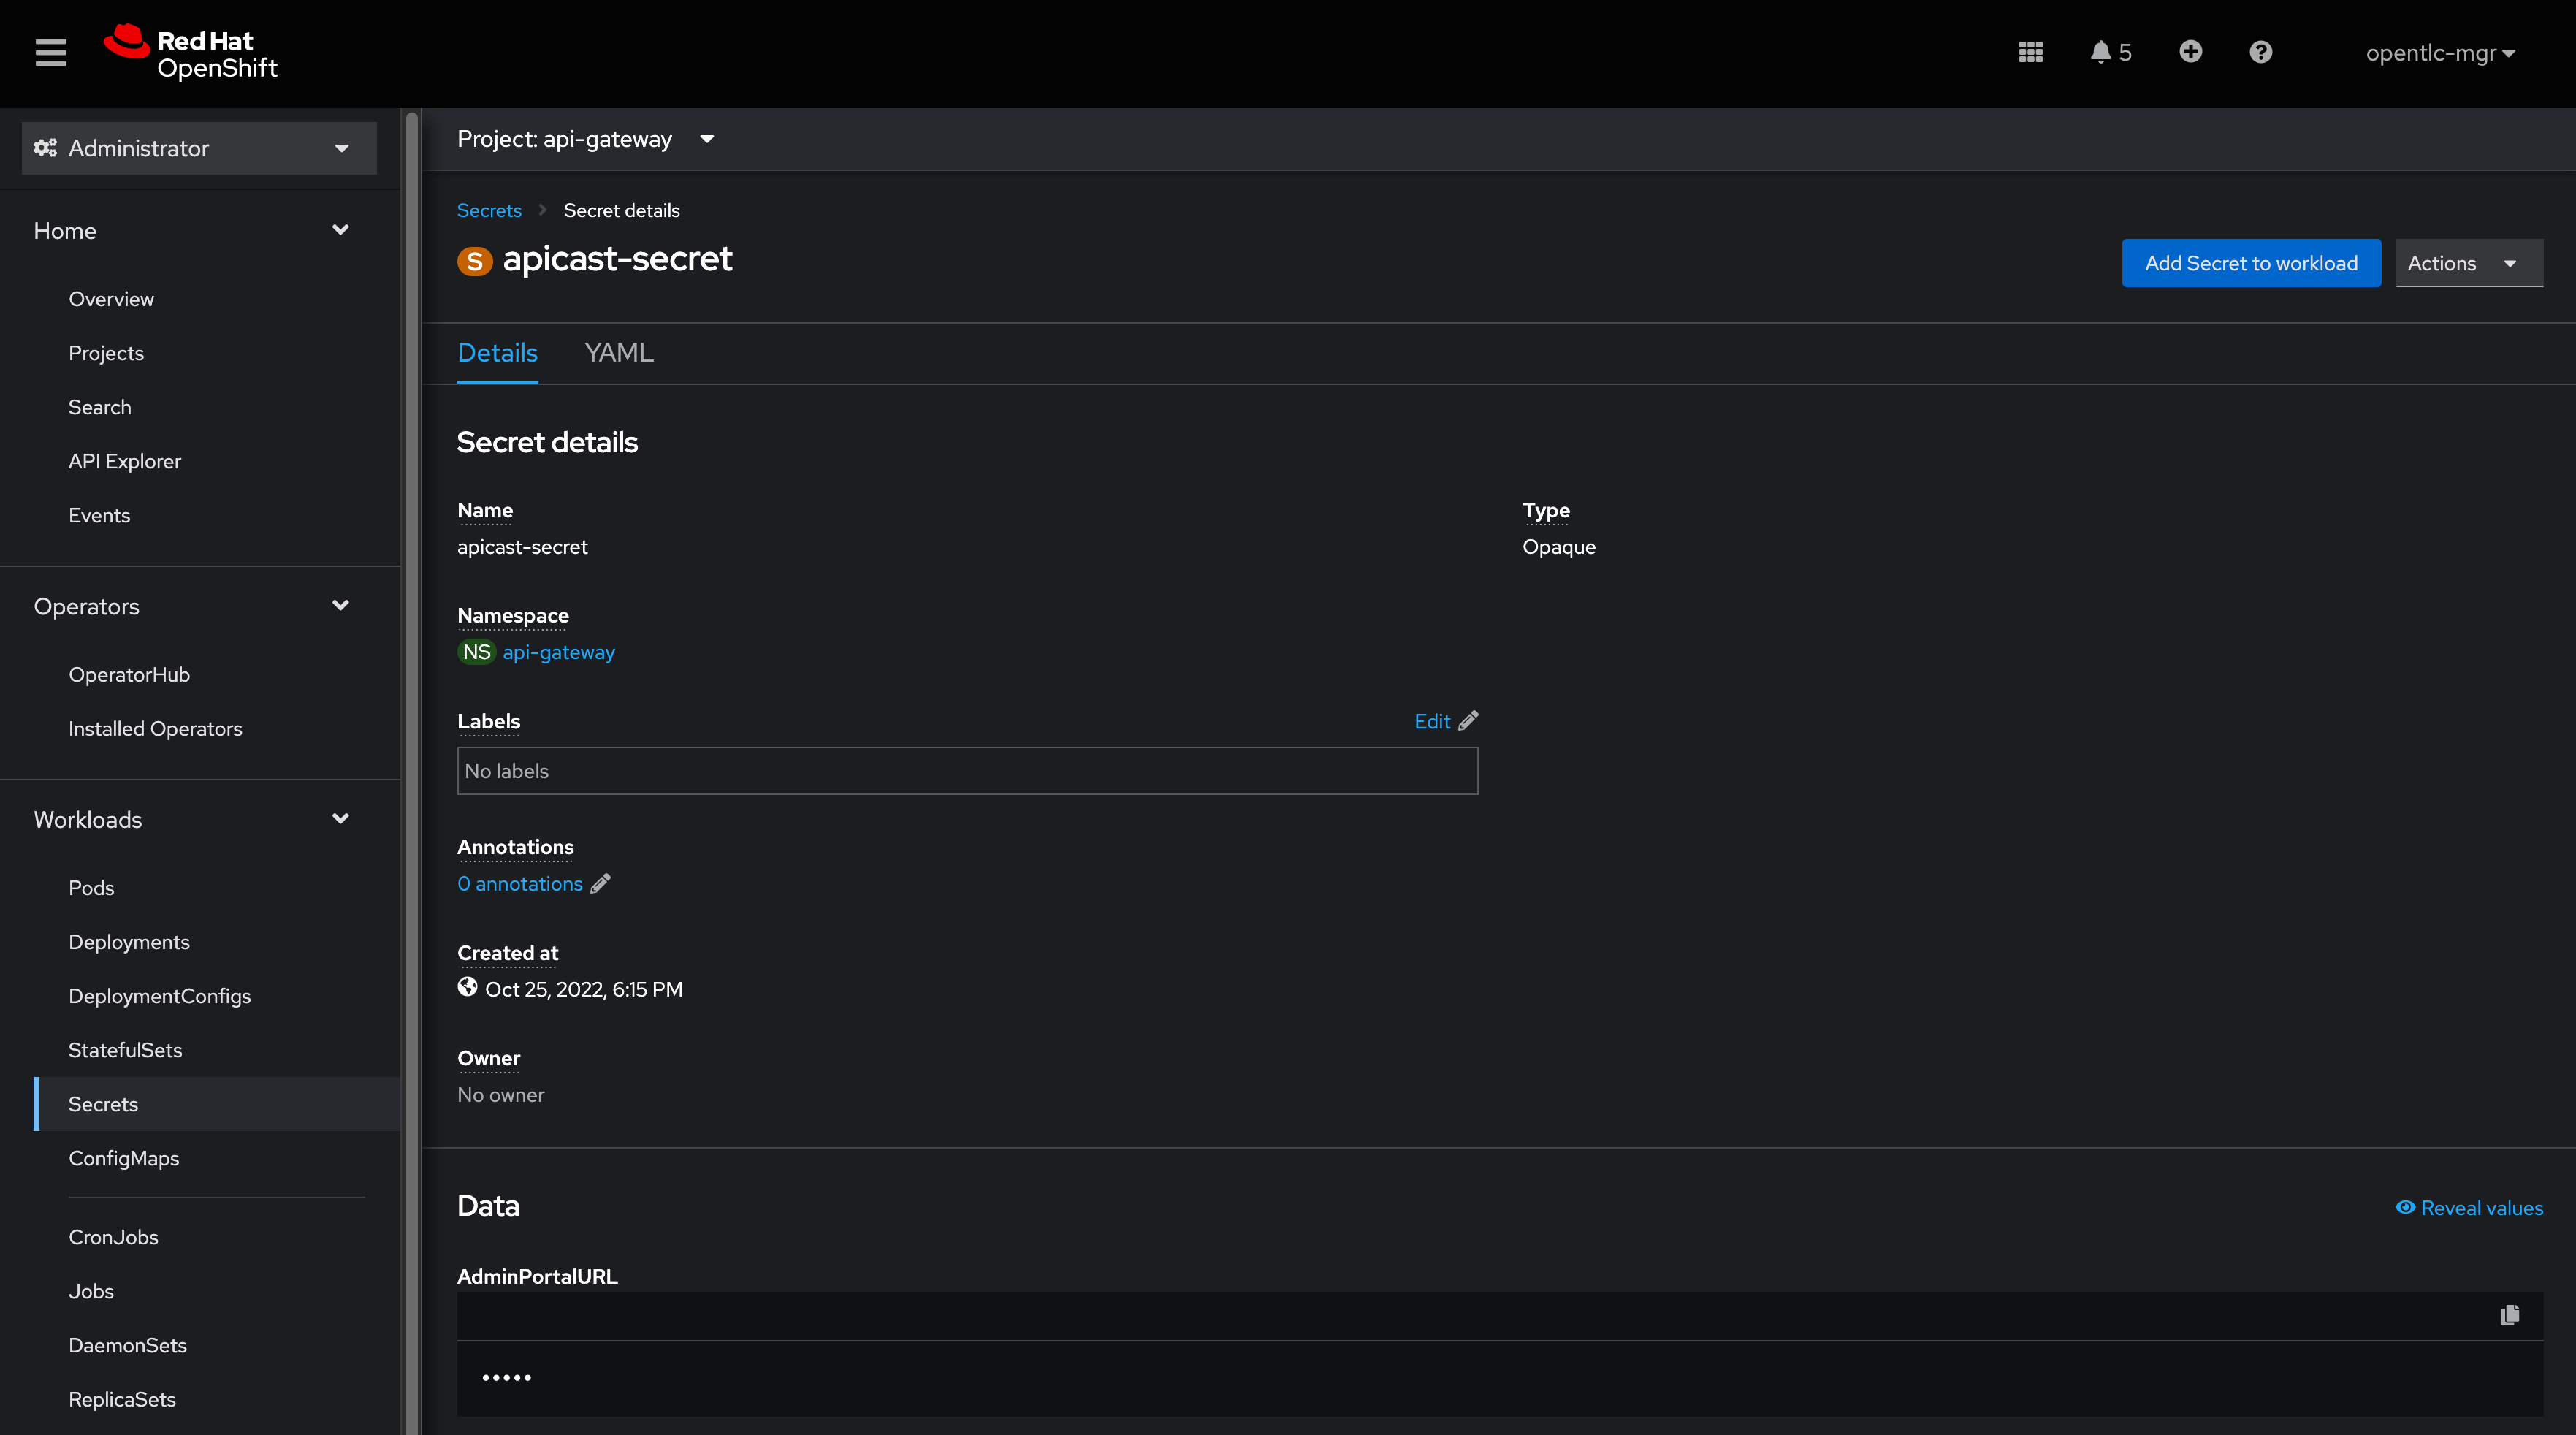 Red Hat
OpenShift
5
opentlc-mgr
Administrator
Home
Overview
Projects
Search
API Explorer
Events
Operators
OperatorHub
Installed Operators
Workloads
Pods
Deployments
DeploymentConfigs
StatefulSets
Secrets
ConfigMaps
CronJobs
Jobs
DaemonSets
ReplicaSets
Project: api-gateway
Secrets Secret details
S apicast-secret
Add Secret to workload
Actions
Details YAML
Secret details
Name
apicast-secret
Type
Opaque
Namespace
NS api-gateway
Labels
Edit
No labels
Annotations
0 annotations
Created at
Oct 25, 2022, 6:15 PM
Owner
No owner
Data
Reveal values
AdminPortalURL
•••••